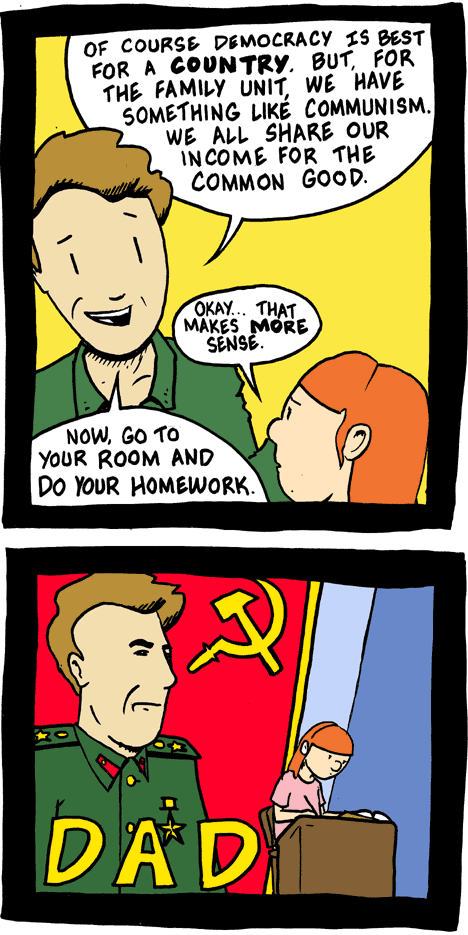 OF COURSE DEMOCRACY IS BEST
FOR A COUNTRY. BUT, FOR
THE FAMILY UNIT, WE HAVE
SOMETHING LIKE COMMUNISM.
WE ALL SHARE OUR
INCOME FOR THE
COMMON GOOD.
OKAY... THAT
MAKES MORE
SENSE.
NOW, GO TO
YOUR ROOM AND
DO YOUR HOMEWORK.
DAD